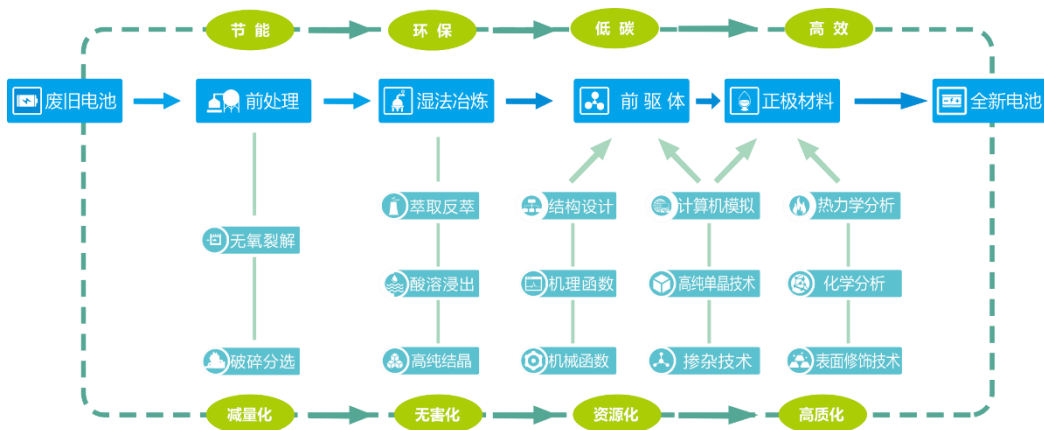 节能
环保
低碳
高效
废旧电池
前处理
湿法冶炼
前驱体
正极材料
全新电池
萃取反萃
结构设计
计算机模拟
热力学分析
无氧裂解
酸溶浸出
机理函数
高纯单晶技术
化学分析
破碎分选
高纯结晶
机械函数
掺杂技术
表面修饰技术
减量化
无害化
资源化
高质化